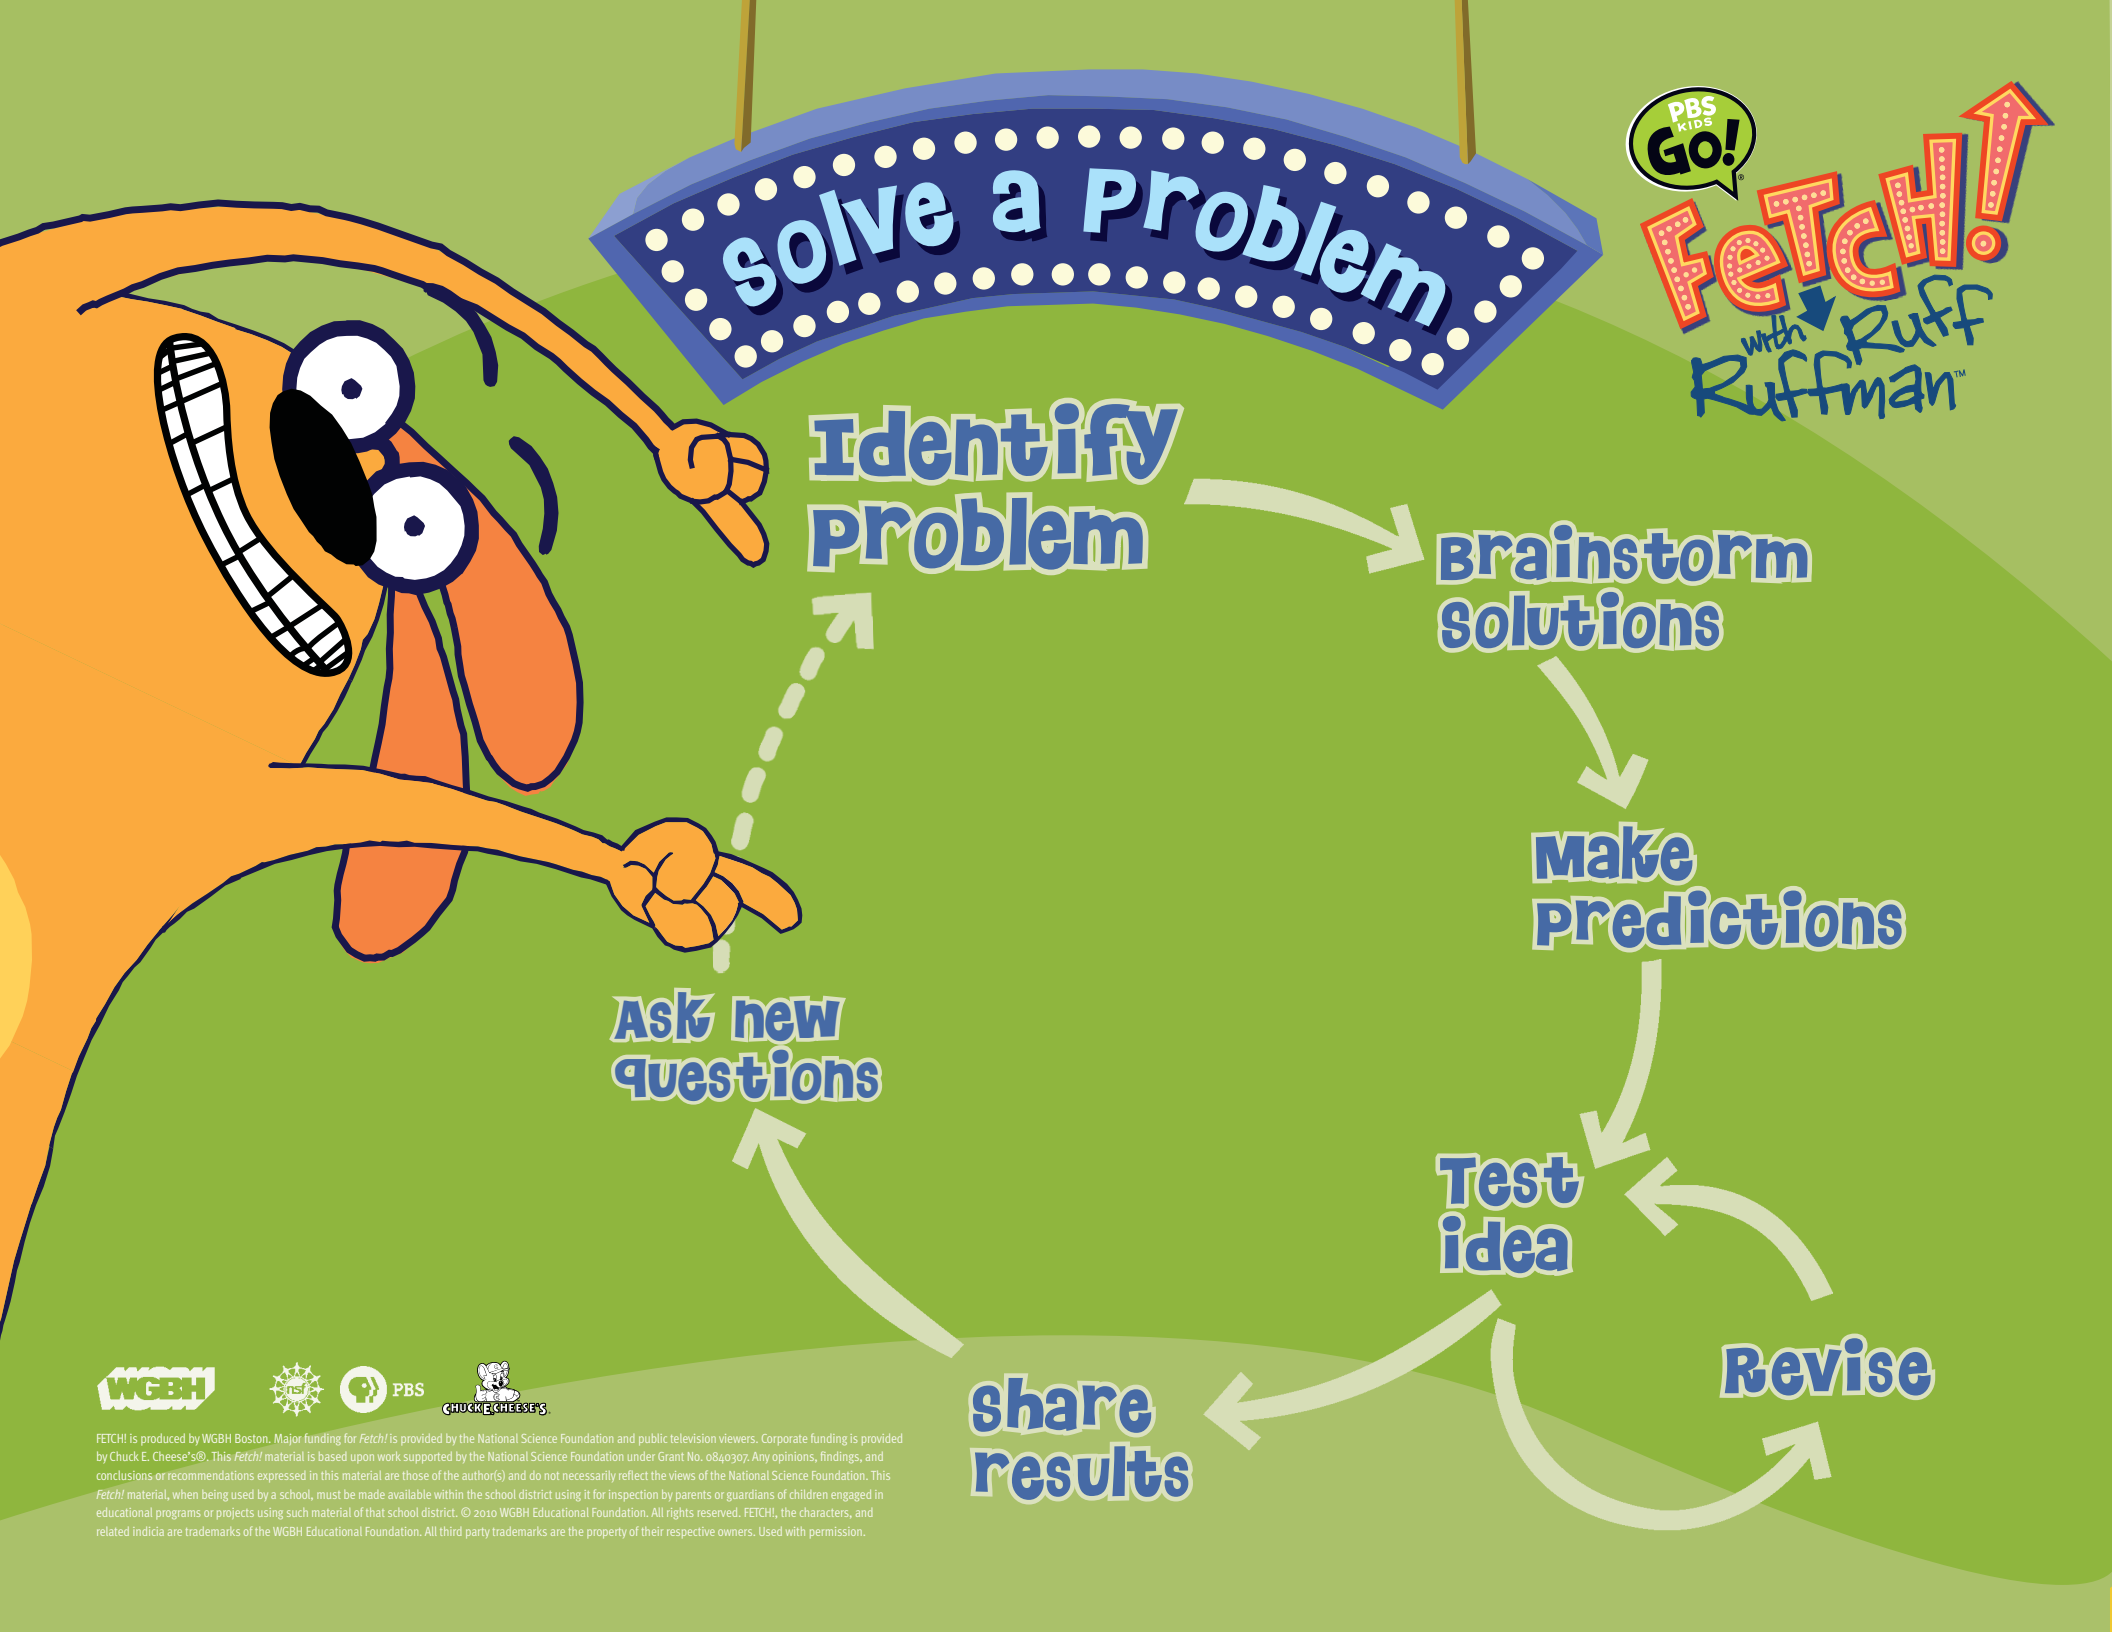 Solve a Problem
PBS
KIDS
GO!
®
FETCH!
with Ruff
Ruffman™
Identify
Problem
Brainstorm
Solutions
Make
Predictions
Test
idea
Revise
Share
results
Ask new
questions
WGBH
nsf
PBS
CHUCK E. CHEESE'S.
FETCH! is produced by WGBH Boston. Major funding for Fetch! is provided by the National Science Foundation and public television viewers. Corporate funding is provided
by Chuck E. Cheese's®. This Fetch! material is based upon work supported by the National Science Foundation under Grant No. 0840307. Any opinions, findings, and
conclusions or recommendations expressed in this material are those of the author(s) and do not necessarily reflect the views of the National Science Foundation. This
Fetch! material, when being used by a school, must be made available within the school district using it for inspection by parents or guardians of children engaged in
educational programs or projects using such material of that school district. © 2010 WGBH Educational Foundation. All rights reserved. FETCH!, the characters, and
related indicia are trademarks of the WGBH Educational Foundation. All third party trademarks are the property of their respective owners. Used with permission.